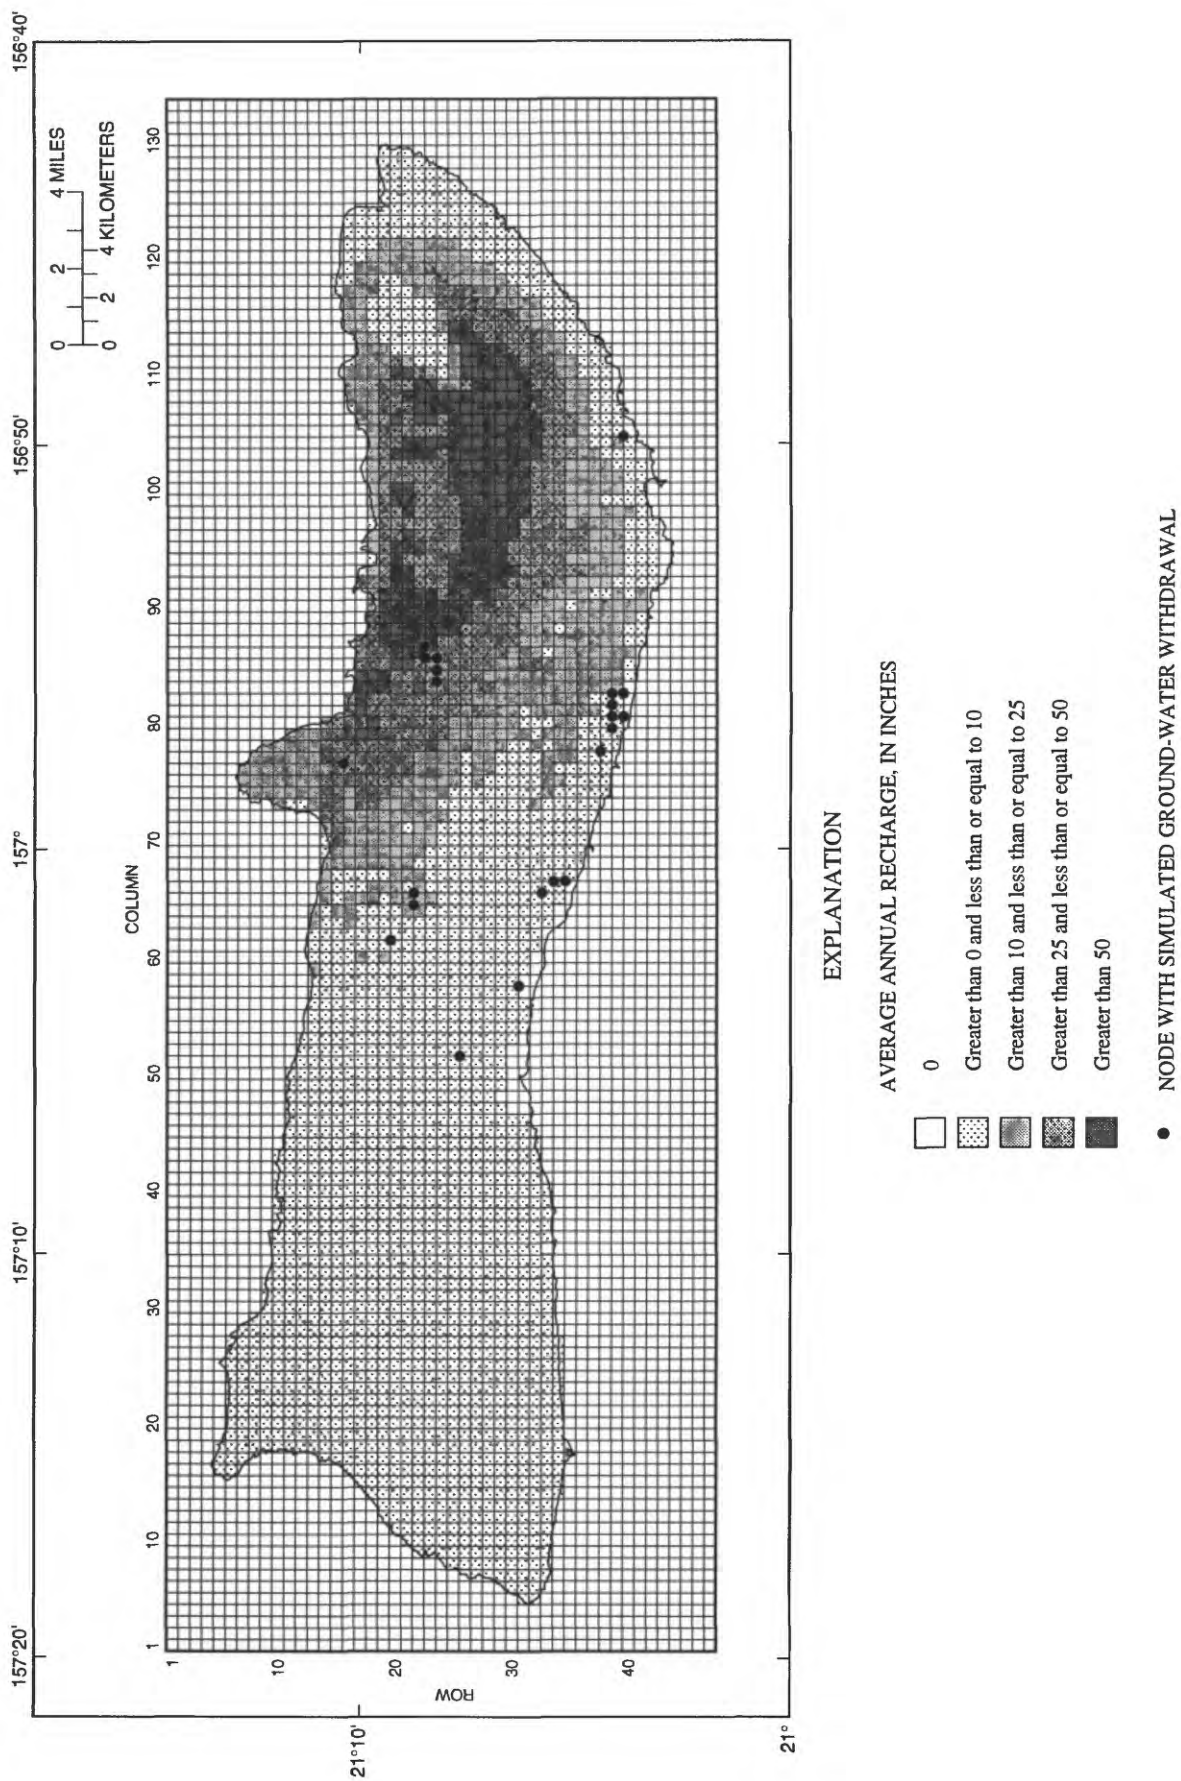 157°20'
157°10'
157°
156°50'
156°40'
0 2 4 MILES
0 2 4 KILOMETERS
COLUMN
1 10 20 30 40 50 60 70 80 90 100 110 120 130
ROW
1
10
20
30
40
21°10'
21°
EXPLANATION
AVERAGE ANNUAL RECHARGE, IN INCHES
0
Greater than 0 and less than or equal to 10
Greater than 10 and less than or equal to 25
Greater than 25 and less than or equal to 50
Greater than 50
NODE WITH SIMULATED GROUND-WATER WITHDRAWAL